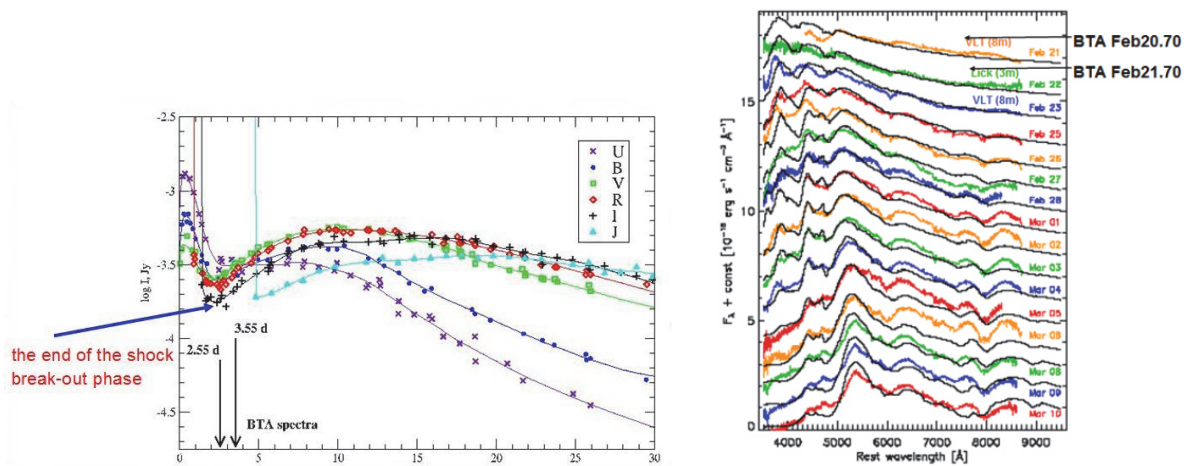 -2.5
-3
-3.5
-4
-4.5
log I, Jy
U
B
V
R
I
J
the end of the shock
break-out phase
2.55 d
3.55 d
BTA spectra
0 5 10 15 20 25 30
VLT (8m)
Feb 21
BTA Feb20.70
Lick (3m)
Feb 22
BTA Feb21.70
VLT (8m)
Feb 23
Feb 25
Feb 26
Feb 27
Feb 28
Mar 01
Mar 02
Mar 03
Mar 04
Mar 05
Mar 06
Mar 08
Mar 09
Mar 10
15
10
5
0
F λ + const [10⁻¹⁶ erg s⁻¹ cm⁻² Å⁻¹]
4000 5000 6000 7000 8000 9000
Rest wavelength [Å]